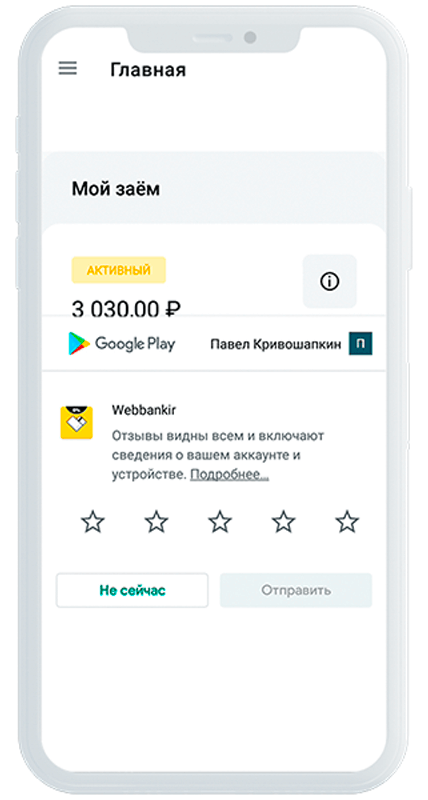 Главная
Мой заём
АКТИВНЫЙ
3 030.00 ₽
Google Play Павел Кривошапкин П
Webbankir
Отзывы видны всем и включают
сведения о вашем аккаунте и
устройстве. Подробнее...
Не сейчас Отправить